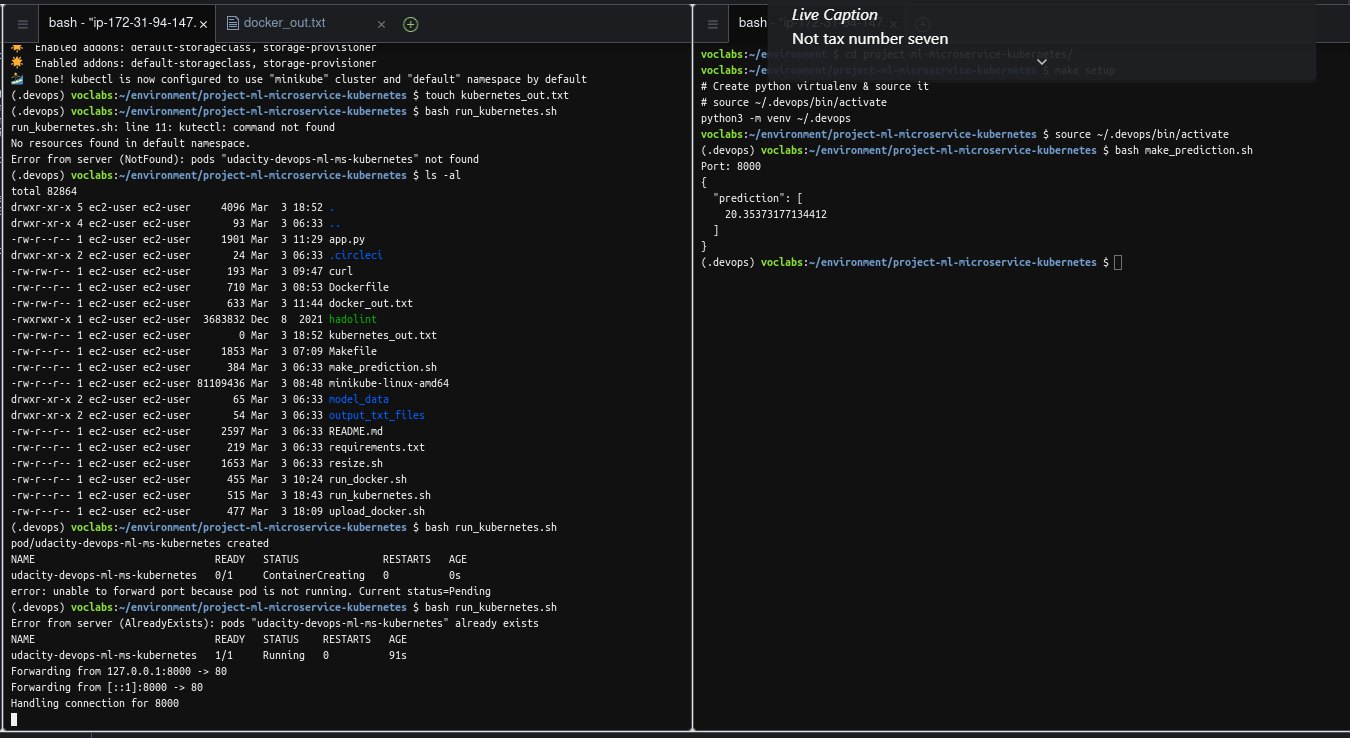 bash - "ip-172-31-94-147. ×
docker_out.txt ×
Enabled addons: default-storageclass, storage-provisioner
Enabled addons: default-storageclass, storage-provisioner
Done! kubectl is now configured to use "minikube" cluster and "default" namespace by default
(.devops) voclabs:~/environment/project-ml-microservice-kubernetes $ touch kubernetes_out.txt
(.devops) voclabs:~/environment/project-ml-microservice-kubernetes $ bash run_kubernetes.sh
run_kubernetes.sh: line 11: kutectl: command not found
No resources found in default namespace.
Error from server (NotFound): pods "udacity-devops-ml-ms-kubernetes" not found
(.devops) voclabs:~/environment/project-ml-microservice-kubernetes $ ls -al
total 82864
drwxr-xr-x 5 ec2-user ec2-user     4096 Mar  3 18:52 .
drwxr-xr-x 4 ec2-user ec2-user       93 Mar  3 06:33 ..
-rw-r--r-- 1 ec2-user ec2-user     1901 Mar  3 11:29 app.py
drwxr-xr-x 2 ec2-user ec2-user       24 Mar  3 06:33 .circleci
-rw-rw-r-- 1 ec2-user ec2-user      193 Mar  3 09:47 curl
-rw-r--r-- 1 ec2-user ec2-user      710 Mar  3 08:53 Dockerfile
-rw-rw-r-- 1 ec2-user ec2-user      633 Mar  3 11:44 docker_out.txt
-rwxrwxr-x 1 ec2-user ec2-user  3683832 Dec  8  2021 hadolint
-rw-rw-r-- 1 ec2-user ec2-user        0 Mar  3 18:52 kubernetes_out.txt
-rw-r--r-- 1 ec2-user ec2-user     1853 Mar  3 07:09 Makefile
-rw-r--r-- 1 ec2-user ec2-user      384 Mar  3 06:33 make_prediction.sh
-rw-rw-r-- 1 ec2-user ec2-user 81109436 Mar  3 08:48 minikube-linux-amd64
drwxr-xr-x 2 ec2-user ec2-user       65 Mar  3 06:33 model_data
drwxr-xr-x 2 ec2-user ec2-user       54 Mar  3 06:33 output_txt_files
-rw-r--r-- 1 ec2-user ec2-user     2597 Mar  3 06:33 README.md
-rw-r--r-- 1 ec2-user ec2-user      219 Mar  3 06:33 requirements.txt
-rw-r--r-- 1 ec2-user ec2-user     1653 Mar  3 06:33 resize.sh
-rw-r--r-- 1 ec2-user ec2-user      455 Mar  3 10:24 run_docker.sh
-rw-r--r-- 1 ec2-user ec2-user      515 Mar  3 18:43 run_kubernetes.sh
-rw-r--r-- 1 ec2-user ec2-user      477 Mar  3 18:09 upload_docker.sh
(.devops) voclabs:~/environment/project-ml-microservice-kubernetes $ bash run_kubernetes.sh
pod/udacity-devops-ml-ms-kubernetes created
NAME                              READY   STATUS              RESTARTS   AGE
udacity-devops-ml-ms-kubernetes   0/1     ContainerCreating   0          0s
error: unable to forward port because pod is not running. Current status=Pending
(.devops) voclabs:~/environment/project-ml-microservice-kubernetes $ bash run_kubernetes.sh
Error from server (AlreadyExists): pods "udacity-devops-ml-ms-kubernetes" already exists
NAME                              READY   STATUS    RESTARTS   AGE
udacity-devops-ml-ms-kubernetes   1/1     Running   0          91s
Forwarding from 127.0.0.1:8000 -> 80
Forwarding from [::1]:8000 -> 80
Handling connection for 8000
bash - "ip-172-31-94-147. ×
Live Caption
Not tax number seven
voclabs:~/environment $ cd project-ml-microservice-kubernetes/
voclabs:~/environment/project-ml-microservice-kubernetes $ make setup
# Create python virtualenv & source it
# source ~/.devops/bin/activate
python3 -m venv ~/.devops
voclabs:~/environment/project-ml-microservice-kubernetes $ source ~/.devops/bin/activate
(.devops) voclabs:~/environment/project-ml-microservice-kubernetes $ bash make_prediction.sh
Port: 8000
{
  "prediction": [
    20.35373177134412
  ]
}
(.devops) voclabs:~/environment/project-ml-microservice-kubernetes $